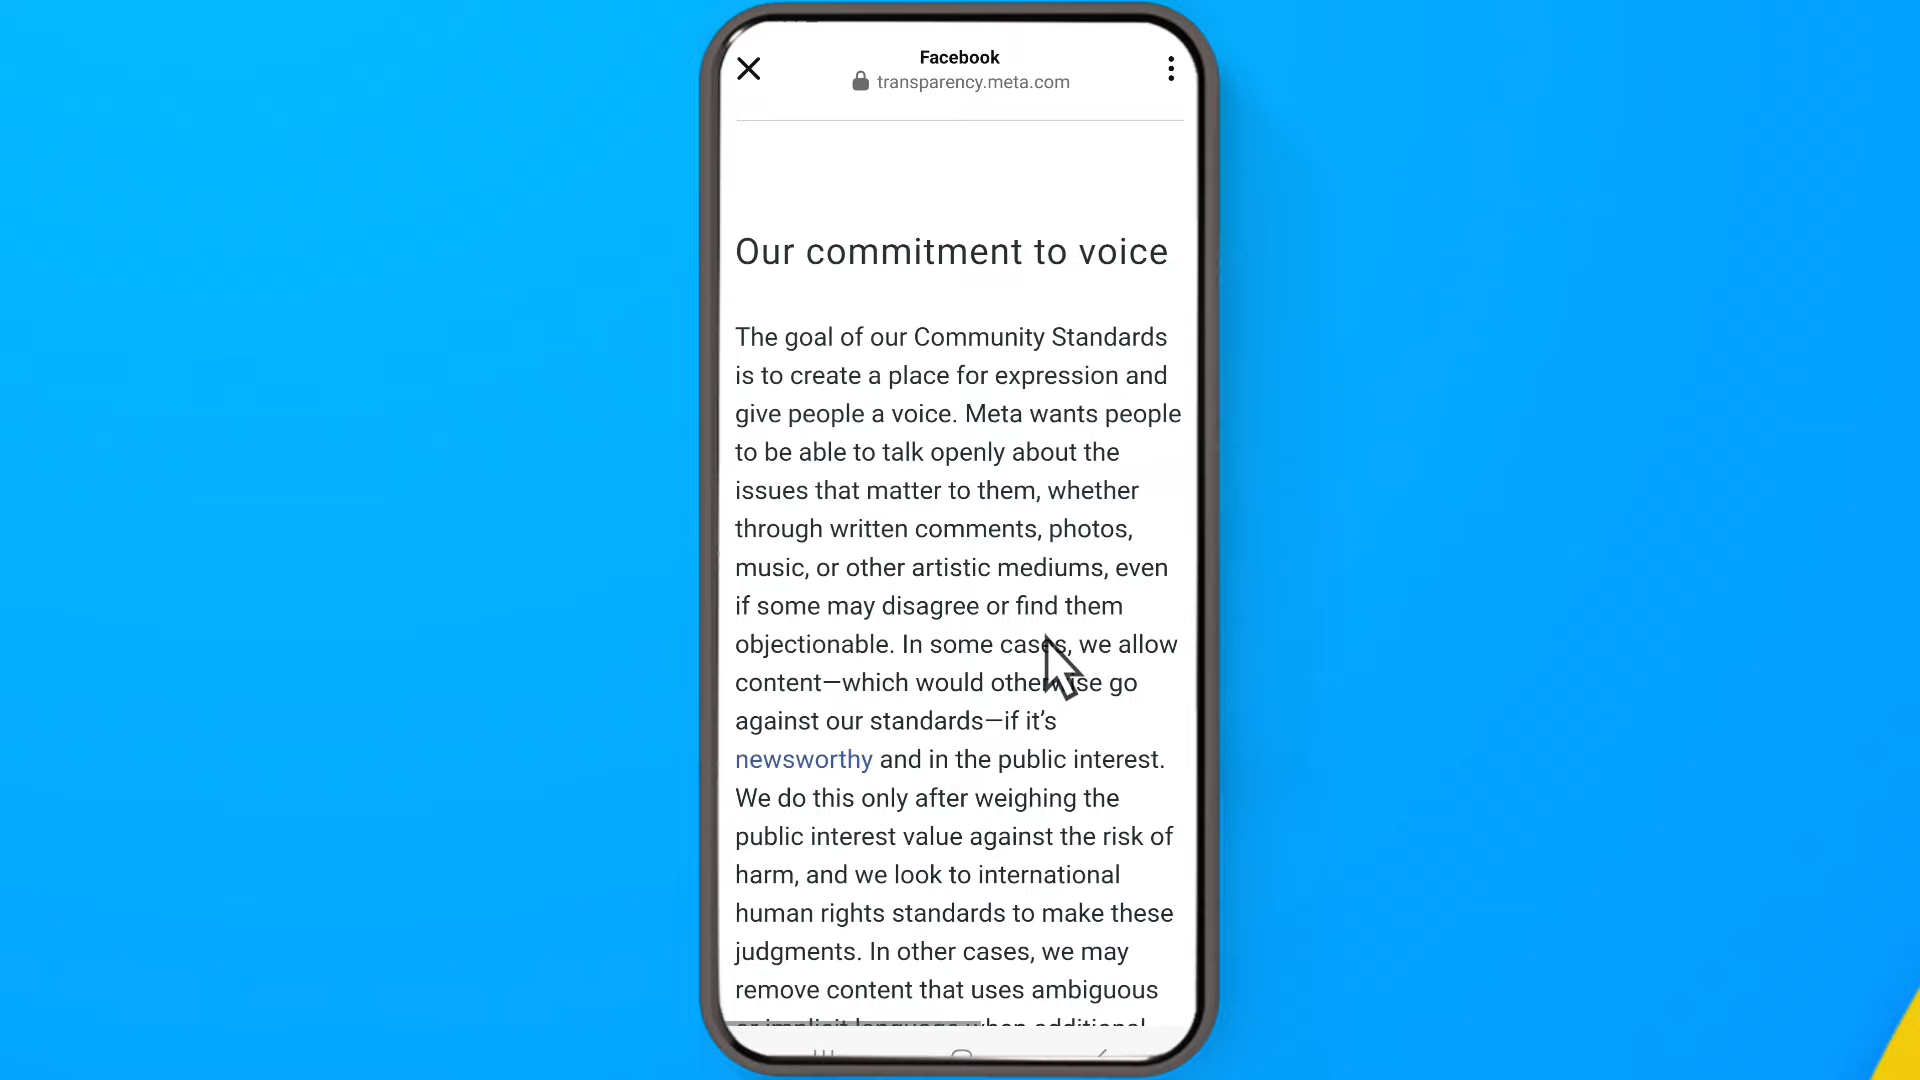 Facebook
transparency.meta.com
Our commitment to voice
The goal of our Community Standards
is to create a place for expression and
give people a voice. Meta wants people
to be able to talk openly about the
issues that matter to them, whether
through written comments, photos,
music, or other artistic mediums, even
if some may disagree or find them
objectionable. In some cases, we allow
content—which would otherwise go
against our standards—if it’s
newsworthy and in the public interest.
We do this only after weighing the
public interest value against the risk of
harm, and we look to international
human rights standards to make these
judgments. In other cases, we may
remove content that uses ambiguous
or implicit language when additional